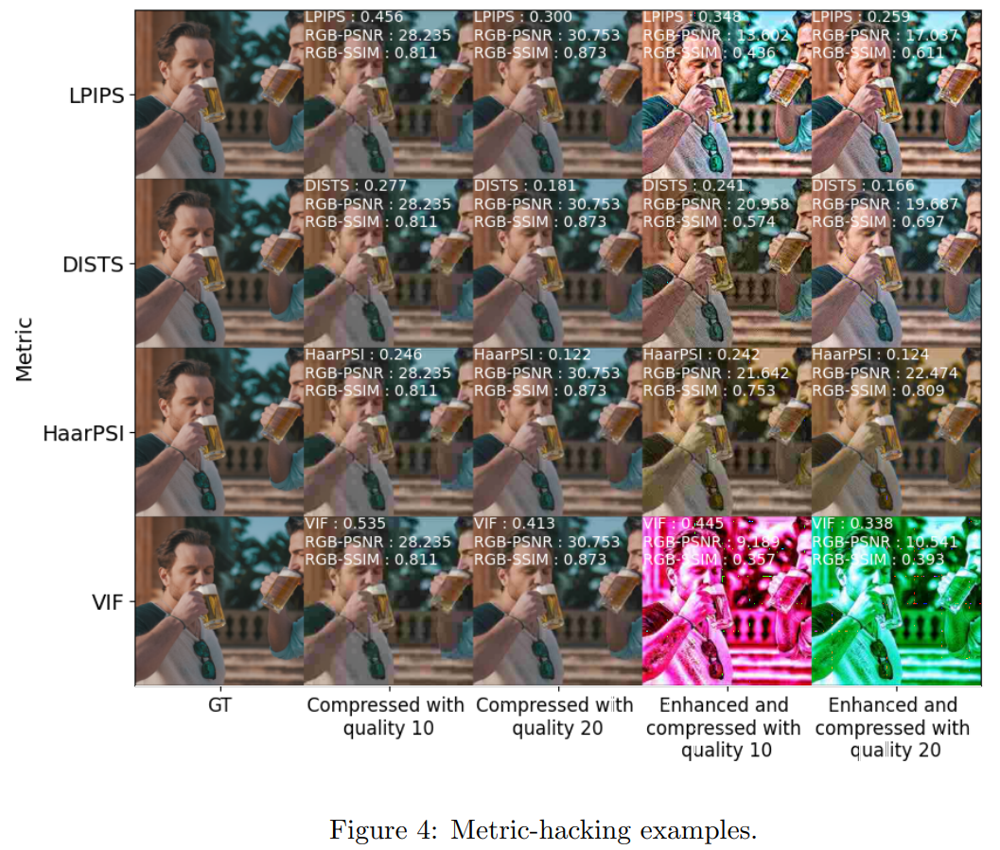 LPIPS
LPIPS : 0.456
RGB-PSNR : 28.235
RGB-SSIM : 0.811
LPIPS : 0.300
RGB-PSNR : 30.753
RGB-SSIM : 0.873
LPIPS : 0.348
RGB-PSNR : 13.602
RGB-SSIM : 0.436
LPIPS : 0.259
RGB-PSNR : 17.037
RGB-SSIM : 0.611
DISTS
DISTS : 0.277
RGB-PSNR : 28.235
RGB-SSIM : 0.811
DISTS : 0.181
RGB-PSNR : 30.753
RGB-SSIM : 0.873
DISTS : 0.241
RGB-PSNR : 20.958
RGB-SSIM : 0.574
DISTS : 0.166
RGB-PSNR : 19.687
RGB-SSIM : 0.697
Metric
HaarPSI
HaarPSI : 0.246
RGB-PSNR : 28.235
RGB-SSIM : 0.811
HaarPSI : 0.122
RGB-PSNR : 30.753
RGB-SSIM : 0.873
HaarPSI : 0.242
RGB-PSNR : 21.642
RGB-SSIM : 0.753
HaarPSI : 0.124
RGB-PSNR : 22.474
RGB-SSIM : 0.809
VIF
VIF : 0.535
RGB-PSNR : 28.235
RGB-SSIM : 0.811
VIF : 0.413
RGB-PSNR : 30.753
RGB-SSIM : 0.873
VIF : 0.445
RGB-PSNR : 9.189
RGB-SSIM : 0.357
VIF : 0.338
RGB-PSNR : 10.541
RGB-SSIM : 0.393
GT
Compressed with
quality 10
Compressed with
quality 20
Enhanced and
compressed with
quality 10
Enhanced and
compressed with
quality 20
Figure 4: Metric-hacking examples.